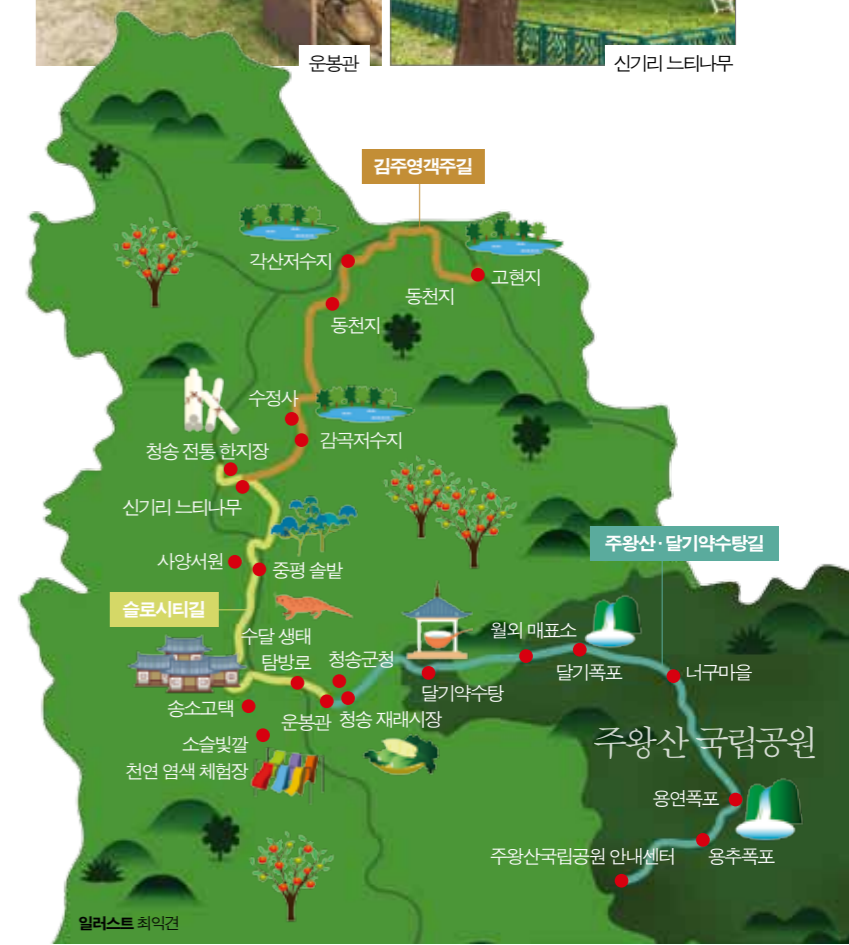 운봉관
신기리 느티나무
김주영객주길
각산저수지
고현지
동천지
동천지
수정사
감곡저수지
청송 전통 한지장
신기리 느티나무
사양서원
중평 솔밭
주왕산·달기약수탕길
슬로시티길
수달 생태
탐방로
청송군청
월외 매표소
달기폭포
너구마을
달기약수탕
송소고택
운봉관
청송 재래시장
소슬빛깔
천연 염색 체험장
주왕산 국립공원
용연폭포
주왕산국립공원 안내센터
용추폭포
일러스트 최익견